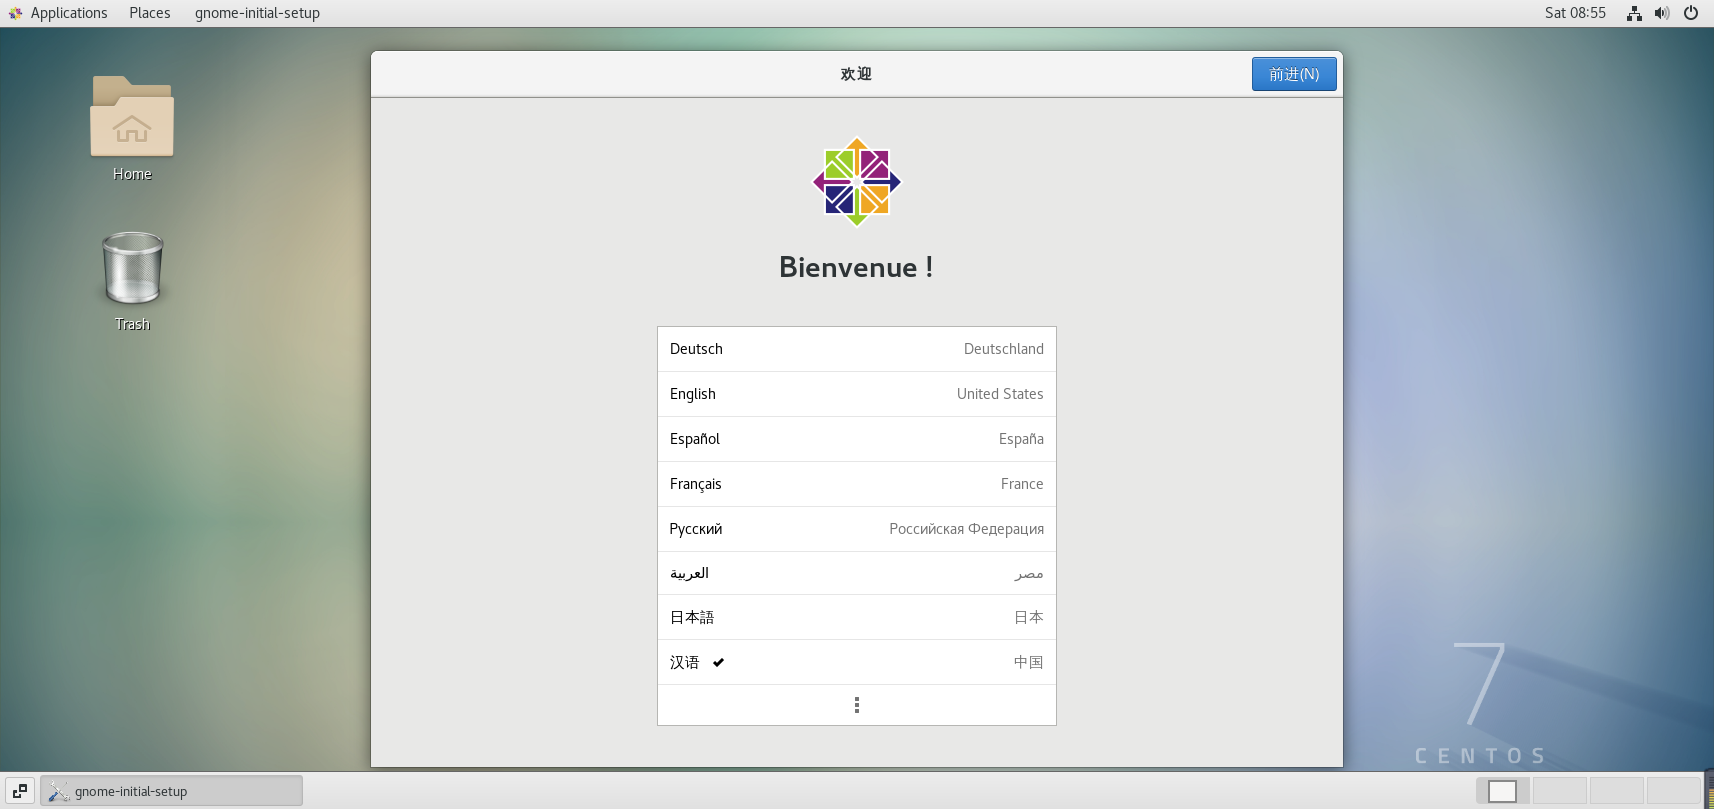 Applications Places gnome-initial-setup Sat 08:55
欢迎 前进(N)
Home
Trash
Bienvenue !
Deutsch Deutschland
English United States
Español España
Français France
Русский Российская Федерация
العربية مصر
日本語 日本
汉语 中国
7
CENTOS
gnome-initial-setup